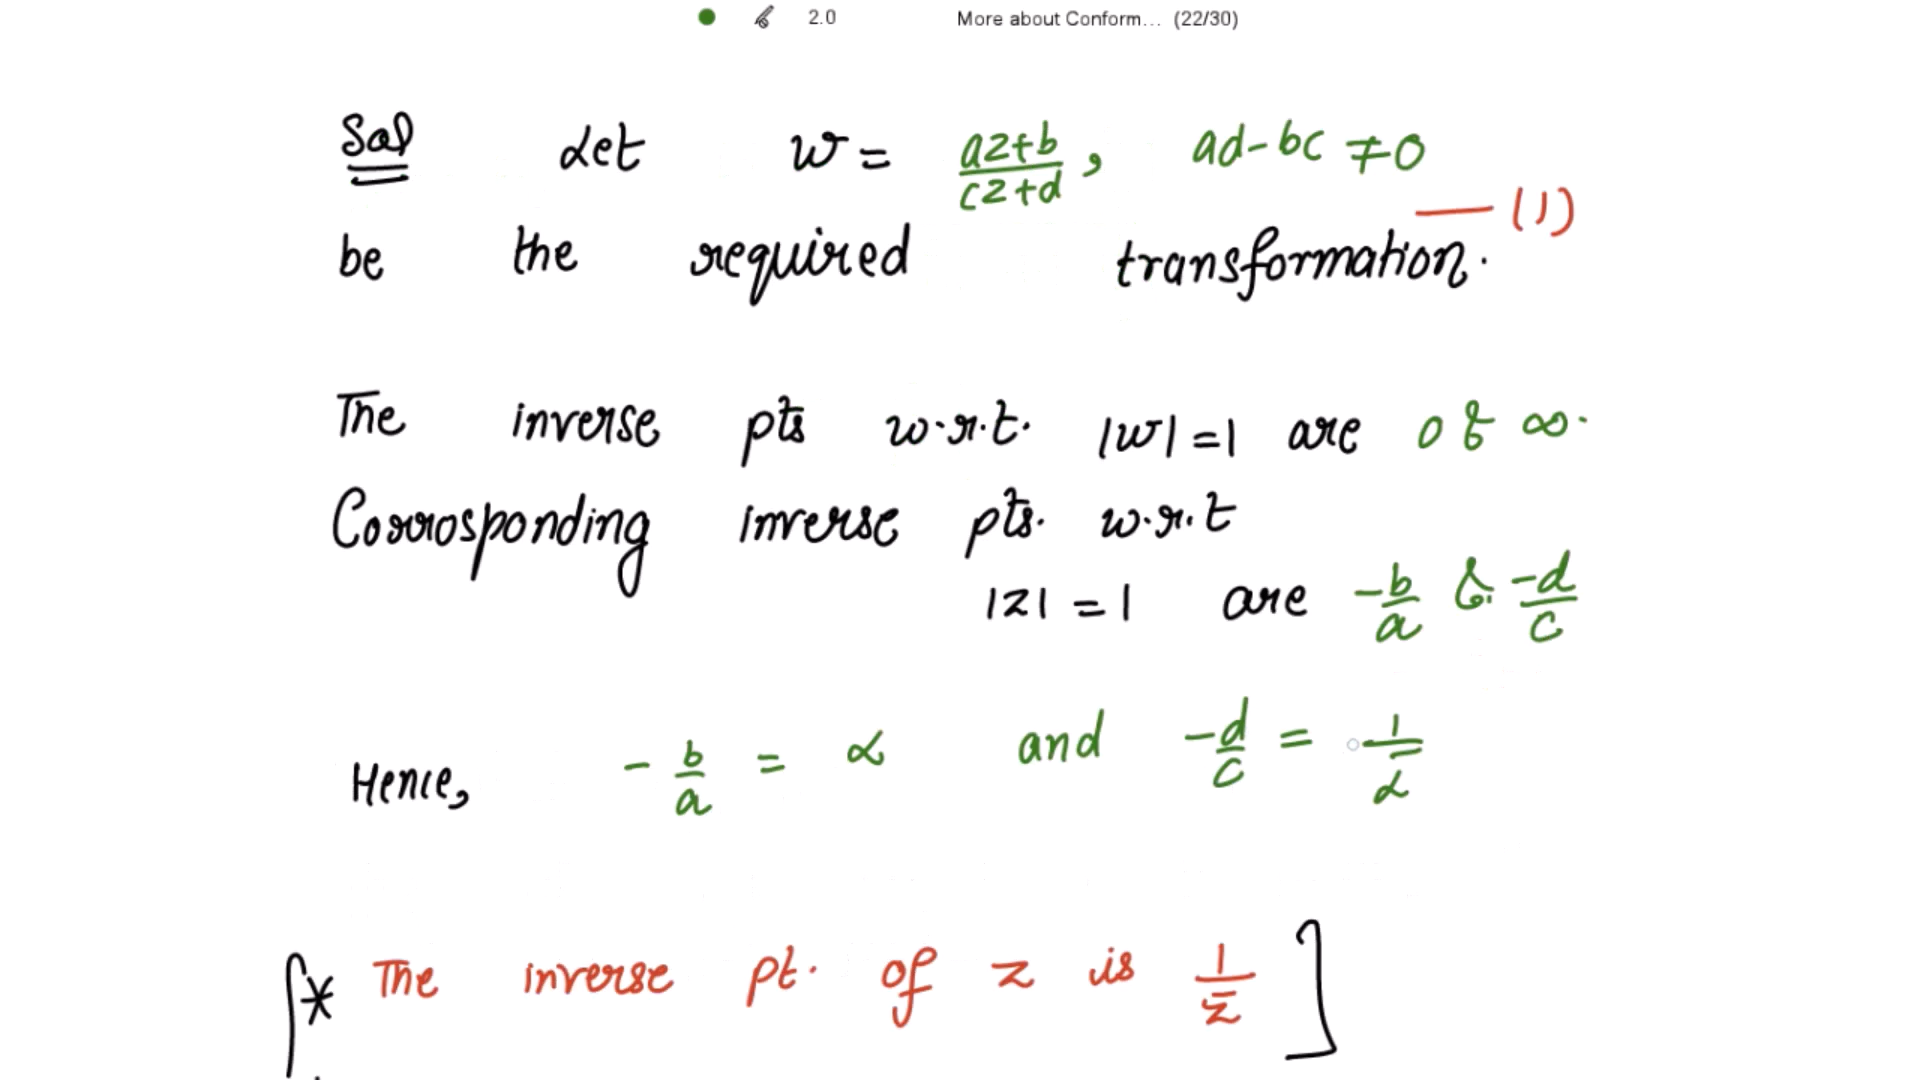 2.0 More about Conform... (22/30)
Sol Let w = az+b/cz+d, ad-bc ≠ 0
— (1)
be the required transformation.
The inverse pts w.r.t. |w| = 1 are 0 & ∞.
Corrosponding inverse pts. w.r.t
|z| = 1 are -b/a & -d/c
Hence, - b/a = α and -d/c = 1/ᾱ
[* The inverse pt. of z is 1/z̄ ]